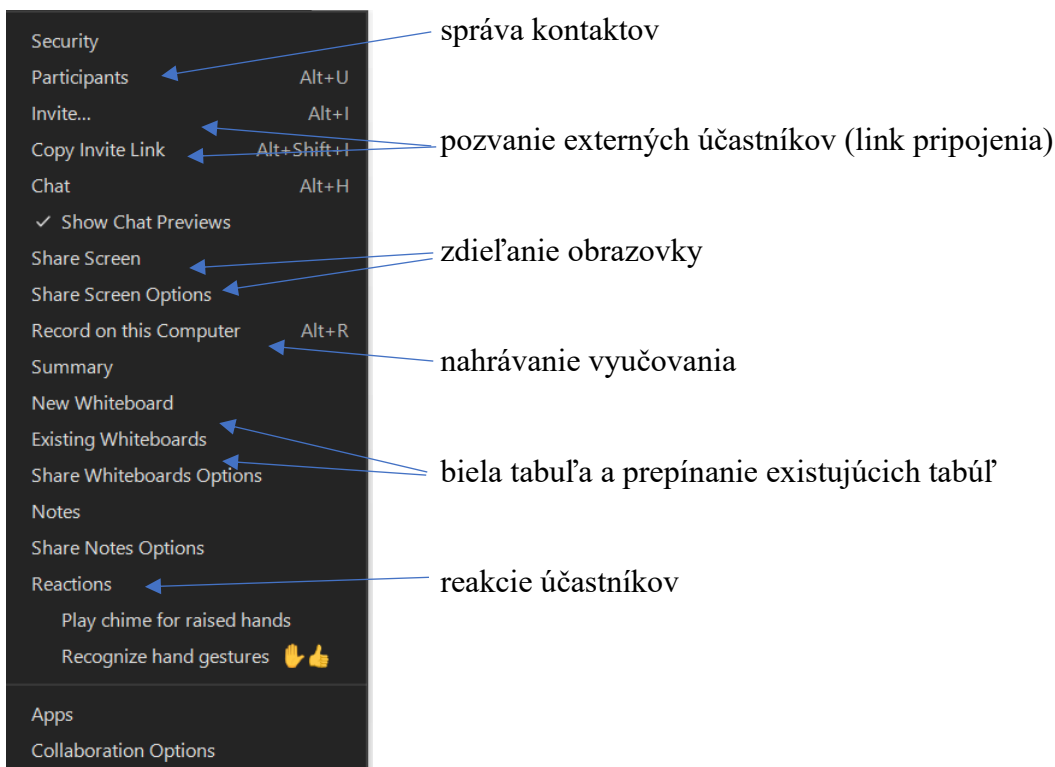 Security
Participants Alt+U
Invite... Alt+I
Copy Invite Link Alt+Shift+I
Chat Alt+H
✓ Show Chat Previews
Share Screen
Share Screen Options
Record on this Computer Alt+R
Summary
New Whiteboard
Existing Whiteboards
Share Whiteboards Options
Notes
Share Notes Options
Reactions
Play chime for raised hands
Recognize hand gestures ✋👍
Apps
Collaboration Options
správa kontaktov
pozvanie externých účastníkov (link pripojenia)
zdieľanie obrazovky
nahrávanie vyučovania
biela tabuľa a prepínanie existujúcich tabúľ
reakcie účastníkov